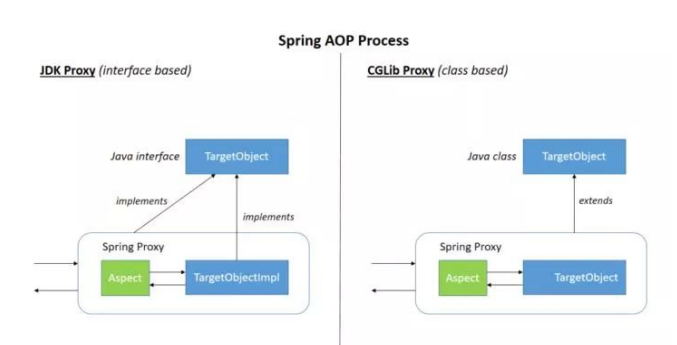 Spring AOP Process
JDK Proxy (interface based)
Java interface
TargetObject
implements
implements
Spring Proxy
Aspect
TargetObjectImpl
CGLib Proxy (class based)
Java class
TargetObject
extends
Spring Proxy
Aspect
TargetObject